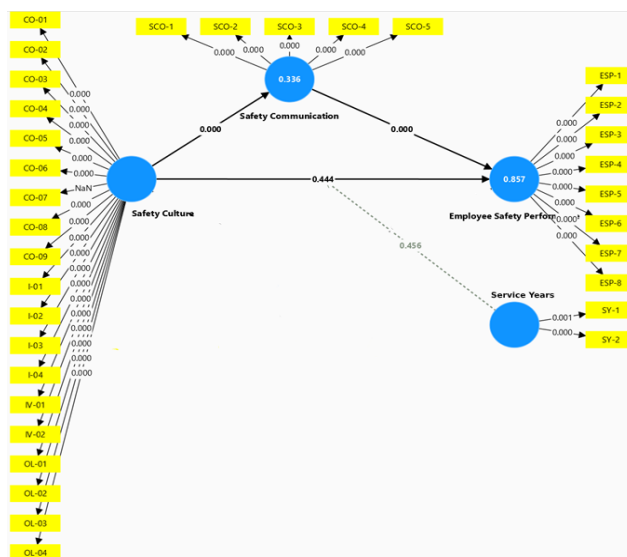 CO-01
CO-02
CO-03
CO-04
CO-05
CO-06
CO-07
CO-08
CO-09
I-01
I-02
I-03
I-04
IV-01
IV-02
OL-01
OL-02
OL-03
OL-04
0.000
0.000
0.000
0.000
0.000
0.000
NaN
0.000
0.000
0.000
0.000
0.000
0.000
0.000
0.000
0.000
0.000
0.000
0.000
Safety Culture
SCO-1 SCO-2 SCO-3 SCO-4 SCO-5
0.000 0.000 0.000 0.000 0.000
0.336
Safety Communication
0.000 0.000
0.444
0.456
0.857
Employee Safety Perform
ESP-1
ESP-2
ESP-3
ESP-4
ESP-5
ESP-6
ESP-7
ESP-8
0.000
0.000
0.000
0.000
0.000
0.000
0.000
0.000
Service Years
0.001 SY-1
0.000 SY-2